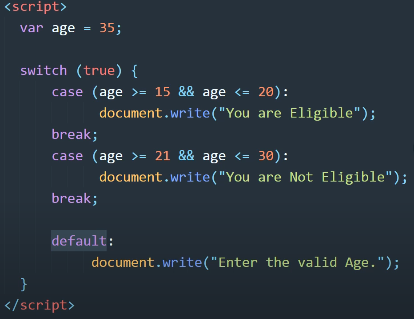 <script>
var age = 35;
switch (true) {
case (age >= 15 && age <= 20):
document.write("You are Eligible");
break;
case (age >= 21 && age <= 30):
document.write("You are Not Eligible");
break;
default:
document.write("Enter the valid Age.");
}
</script>